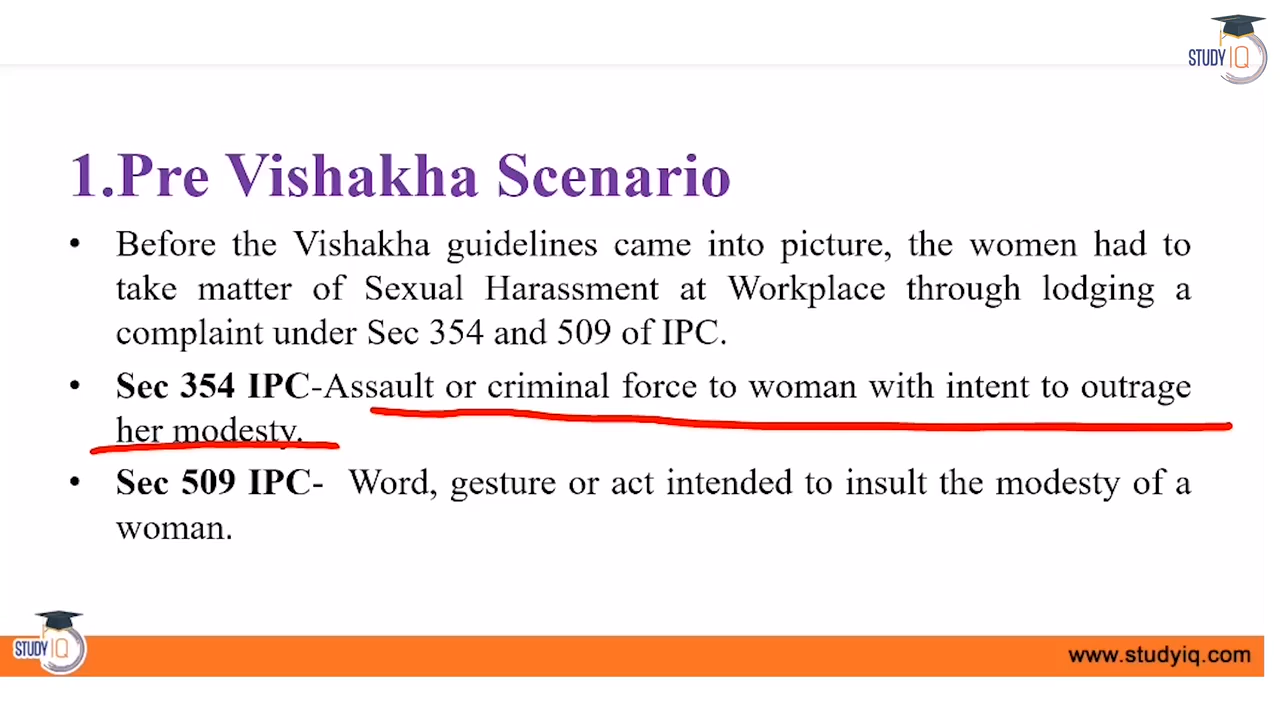 STUDY IQ
1.Pre Vishakha Scenario
• Before the Vishakha guidelines came into picture, the women had to
take matter of Sexual Harassment at Workplace through lodging a
complaint under Sec 354 and 509 of IPC.
• Sec 354 IPC-Assault or criminal force to woman with intent to outrage
her modesty.
• Sec 509 IPC- Word, gesture or act intended to insult the modesty of a
woman.
STUDY IQ
www.studyiq.com